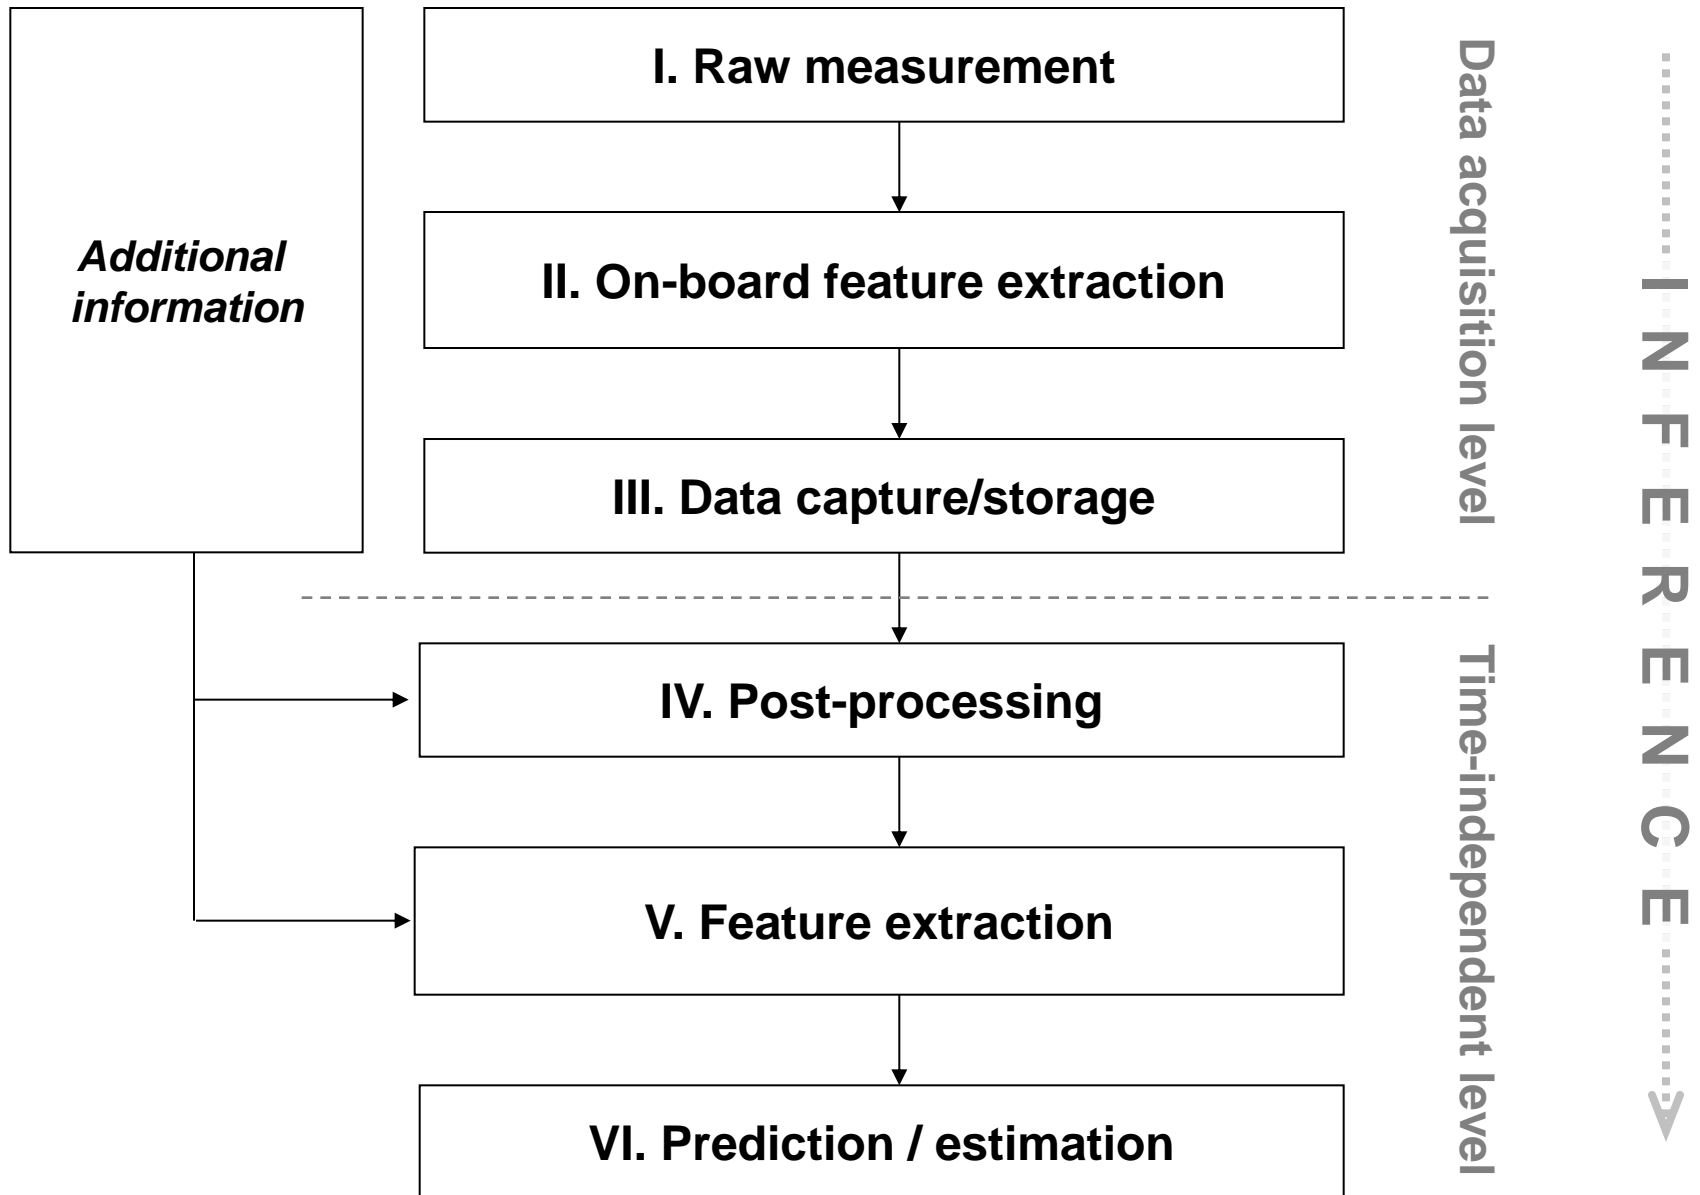 Additional
information
I. Raw measurement
II. On-board feature extraction
III. Data capture/storage
IV. Post-processing
V. Feature extraction
VI. Prediction / estimation
Data acquisition level
Time-independent level
I N F E R E N C E